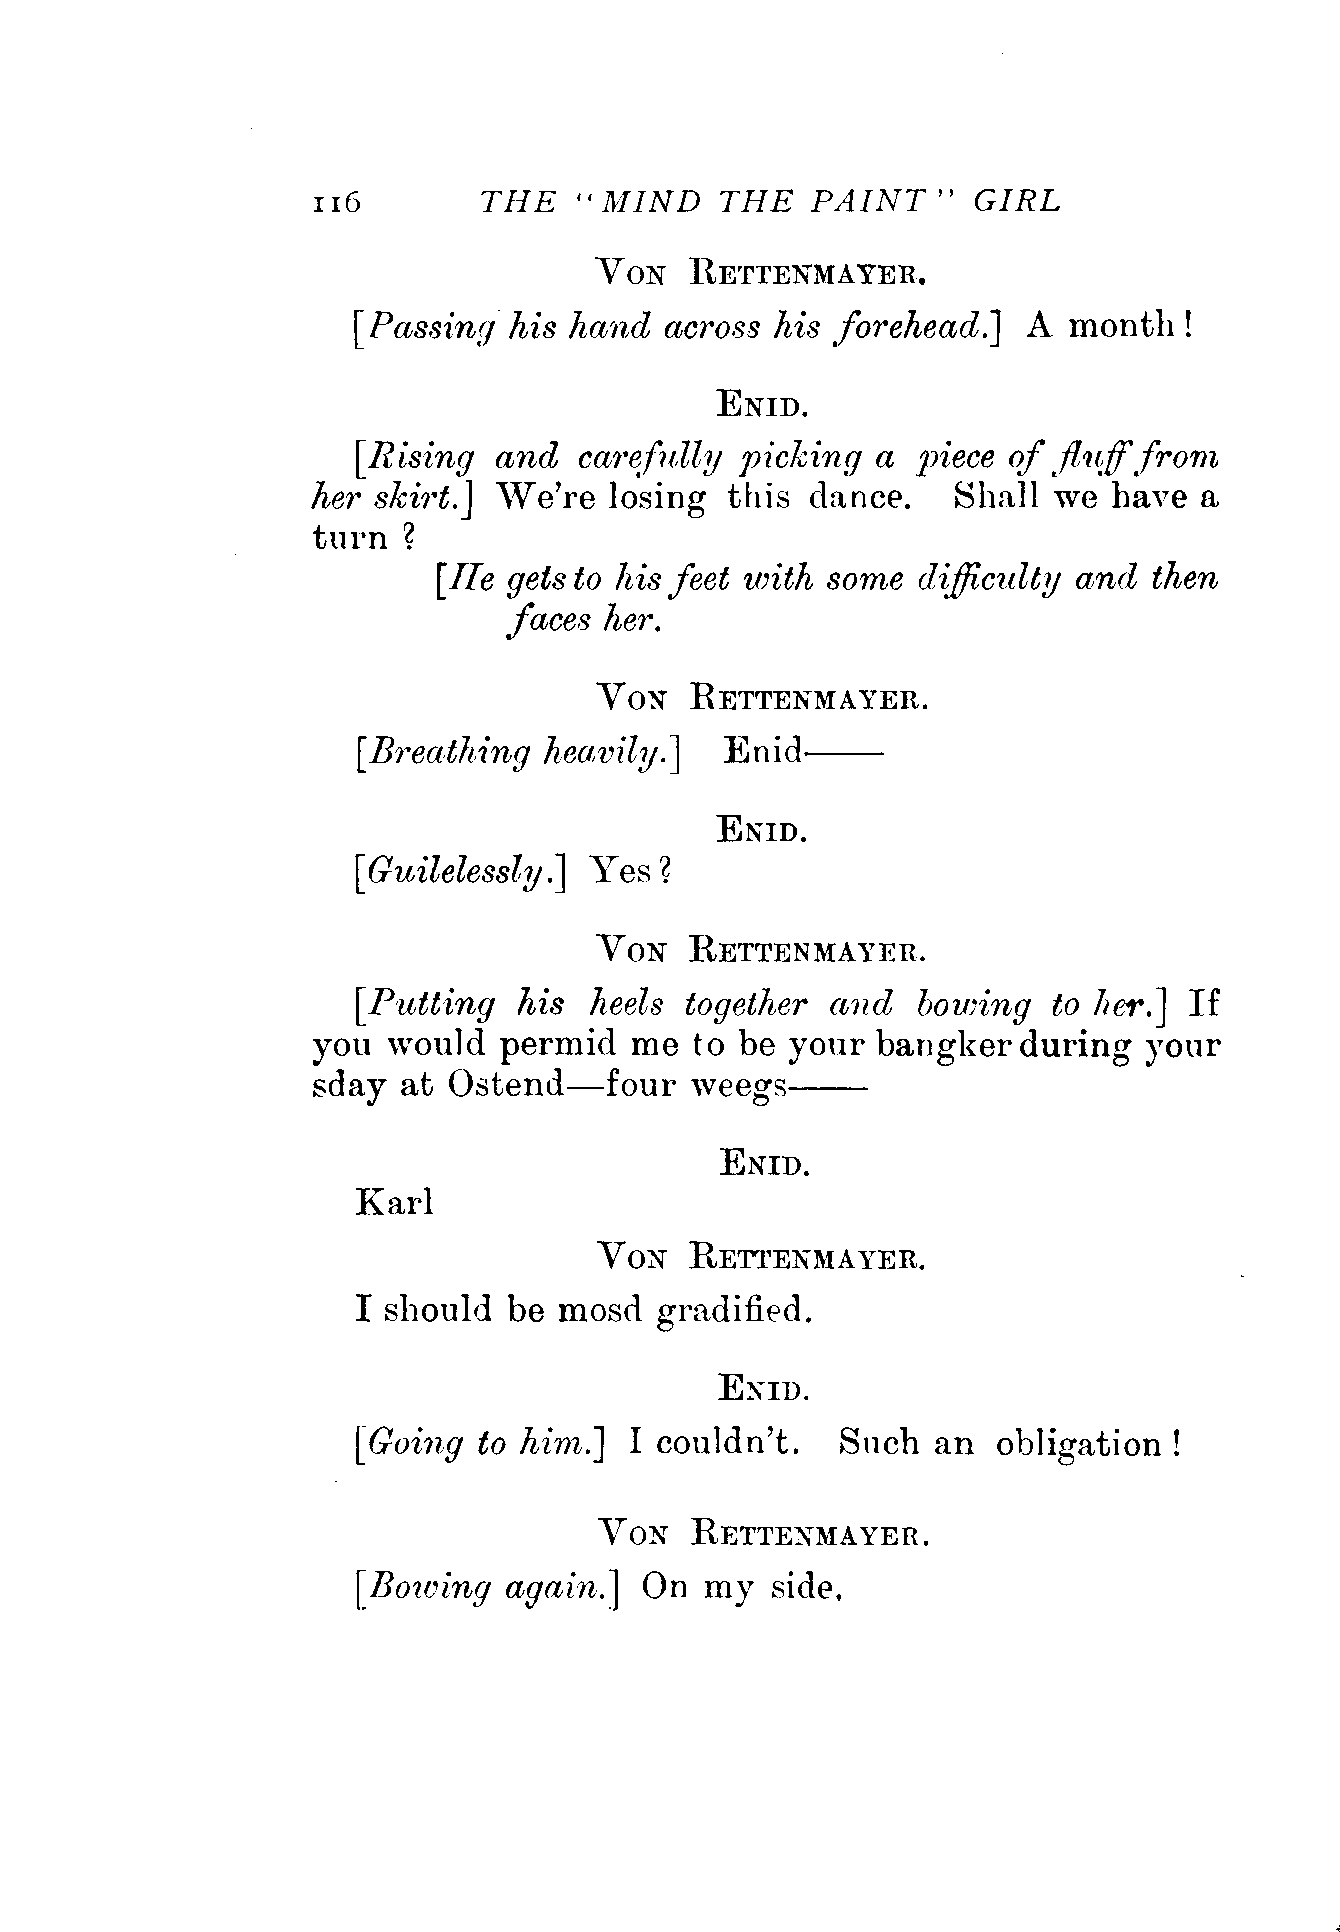 116 THE "MIND THE PAINT" GIRL
VON RETTENMAYER.
[Passing his hand across his forehead.] A month!
ENID.
[Rising and carefully picking a piece of fluff from
her skirt.] We're losing this dance. Shall we have a
turn?
[He gets to his feet with some difficulty and then
faces her.
VON RETTENMAYER.
[Breathing heavily.] Enid——
ENID.
[Guilelessly.] Yes?
VON RETTENMAYER.
[Putting his heels together and bowing to her.] If
you would permid me to be your bangker during your
sday at Ostend—four weegs——
ENID.
Karl
VON RETTENMAYER.
I should be mosd gradified.
ENID.
[Going to him.] I couldn't. Such an obligation!
VON RETTENMAYER.
[Bowing again.] On my side.